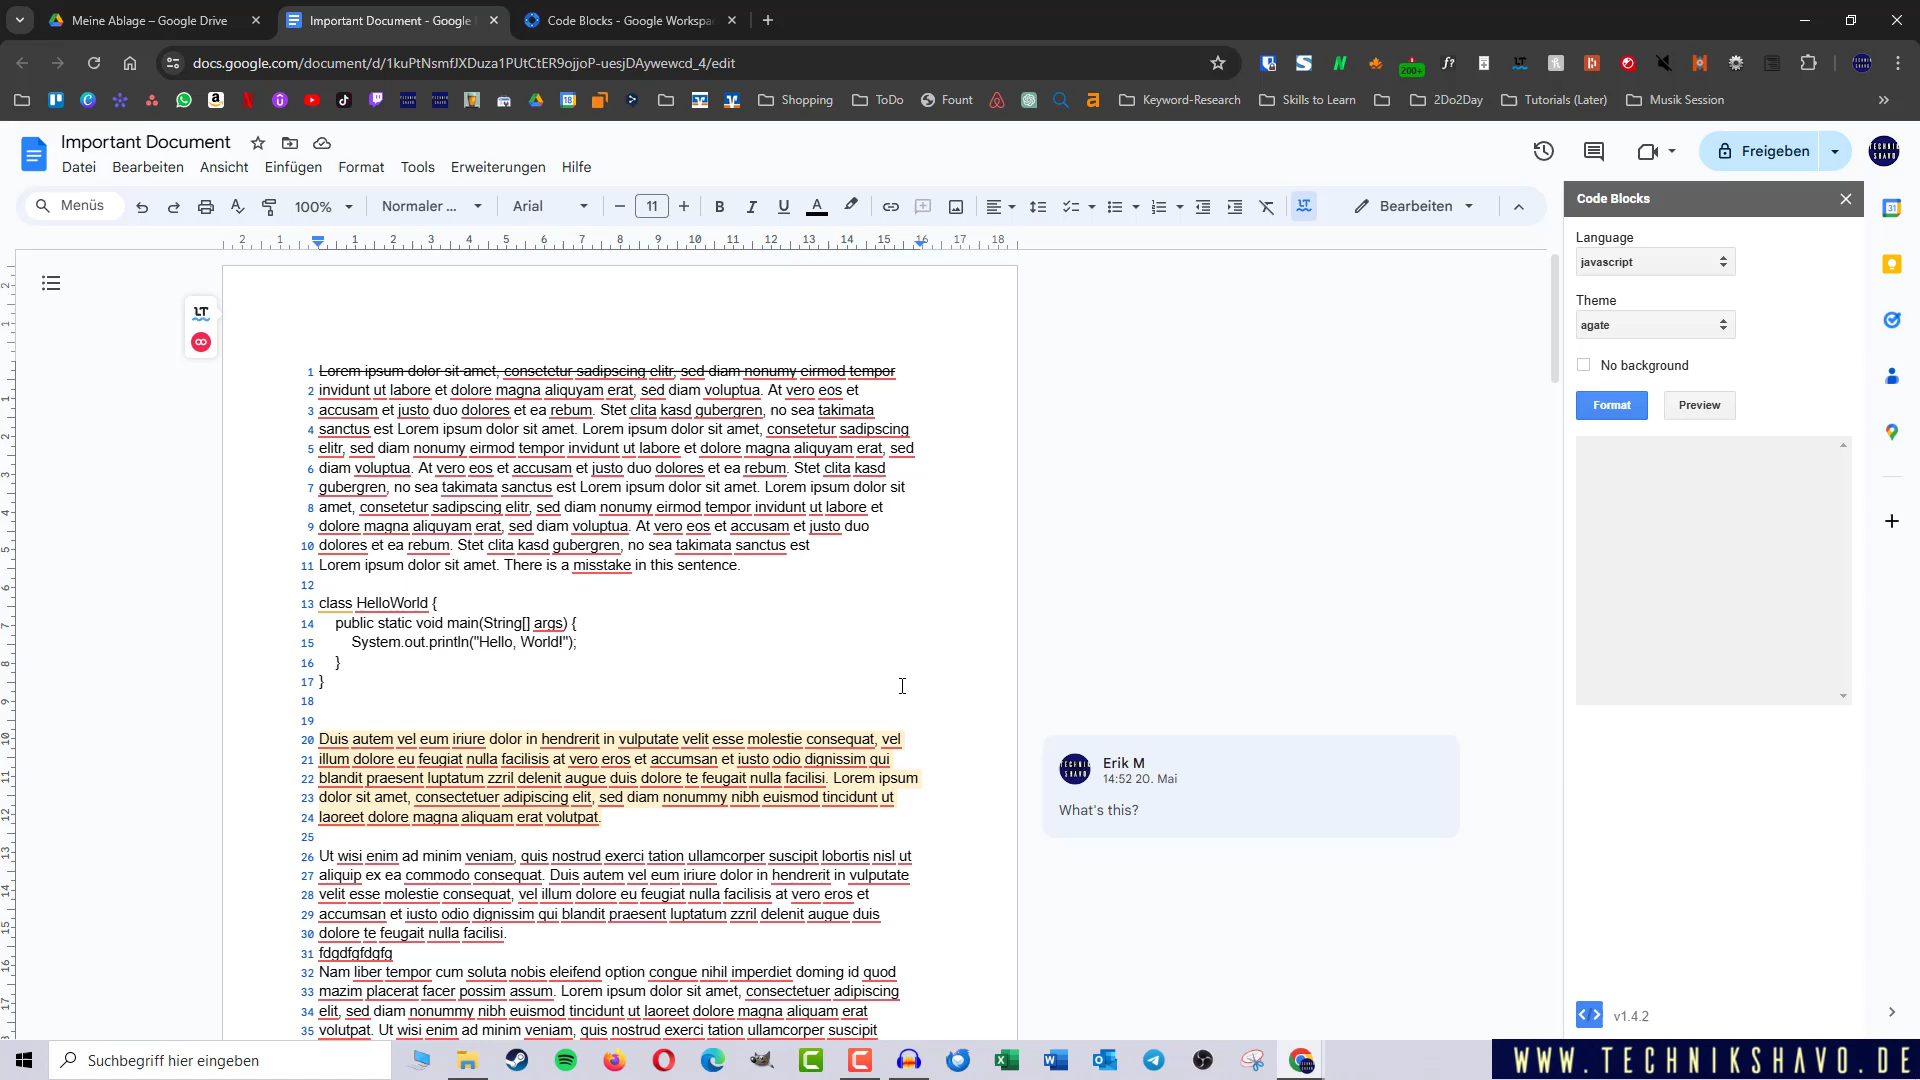 Meine Ablage – Google Drive
Important Document - Google
Code Blocks - Google Workspa
docs.google.com/document/d/1kuPtNsmfJXDuza1PUtCtER9ojjoP-uesjDAywewcd_4/edit
200+
Shopping
ToDo
Fount
Keyword-Research
Skills to Learn
2Do2Day
Tutorials (Later)
Musik Session
Important Document
Datei Bearbeiten Ansicht Einfügen Format Tools Erweiterungen Hilfe
Freigeben
Menüs
100%
Normaler ...
Arial
11
Bearbeiten
2 1 1 2 3 4 5 6 7 8 9 10 11 12 13 14 15 16 17 18
1 Lorem ipsum dolor sit amet, consetetur sadipscing elitr, sed diam nonumy eirmod tempor
2 invidunt ut labore et dolore magna aliquyam erat, sed diam voluptua. At vero eos et
3 accusam et justo duo dolores et ea rebum. Stet clita kasd gubergren, no sea takimata
4 sanctus est Lorem ipsum dolor sit amet. Lorem ipsum dolor sit amet, consetetur sadipscing
5 elitr, sed diam nonumy eirmod tempor invidunt ut labore et dolore magna aliquyam erat, sed
6 diam voluptua. At vero eos et accusam et justo duo dolores et ea rebum. Stet clita kasd
7 gubergren, no sea takimata sanctus est Lorem ipsum dolor sit amet. Lorem ipsum dolor sit
8 amet, consetetur sadipscing elitr, sed diam nonumy eirmod tempor invidunt ut labore et
9 dolore magna aliquyam erat, sed diam voluptua. At vero eos et accusam et justo duo
10 dolores et ea rebum. Stet clita kasd gubergren, no sea takimata sanctus est
11 Lorem ipsum dolor sit amet. There is a misstake in this sentence.
12
13 class HelloWorld {
14 public static void main(String[] args) {
15 System.out.println("Hello, World!");
16 }
17 }
18
19
20 Duis autem vel eum iriure dolor in hendrerit in vulputate velit esse molestie consequat, vel
21 illum dolore eu feugiat nulla facilisis at vero eros et accumsan et iusto odio dignissim qui
22 blandit praesent luptatum zzril delenit augue duis dolore te feugait nulla facilisi. Lorem ipsum
23 dolor sit amet, consectetuer adipiscing elit, sed diam nonummy nibh euismod tincidunt ut
24 laoreet dolore magna aliquam erat volutpat.
25
26 Ut wisi enim ad minim veniam, quis nostrud exerci tation ullamcorper suscipit lobortis nisl ut
27 aliquip ex ea commodo consequat. Duis autem vel eum iriure dolor in hendrerit in vulputate
28 velit esse molestie consequat, vel illum dolore eu feugiat nulla facilisis at vero eros et
29 accumsan et iusto odio dignissim qui blandit praesent luptatum zzril delenit augue duis
30 dolore te feugait nulla facilisi.
31 fdgdfgfdgfg
32 Nam liber tempor cum soluta nobis eleifend option congue nihil imperdiet doming id quod
33 mazim placerat facer possim assum. Lorem ipsum dolor sit amet, consectetuer adipiscing
34 elit, sed diam nonummy nibh euismod tincidunt ut laoreet dolore magna aliquam erat
35 volutpat. Ut wisi enim ad minim veniam, quis nostrud exerci tation ullamcorper suscipit
Erik M
14:52 20. Mai
What's this?
Code Blocks
Language
javascript
Theme
agate
No background
Format
Preview
v1.4.2
Suchbegriff hier eingeben
WWW.TECHNIKSHAVO.DE